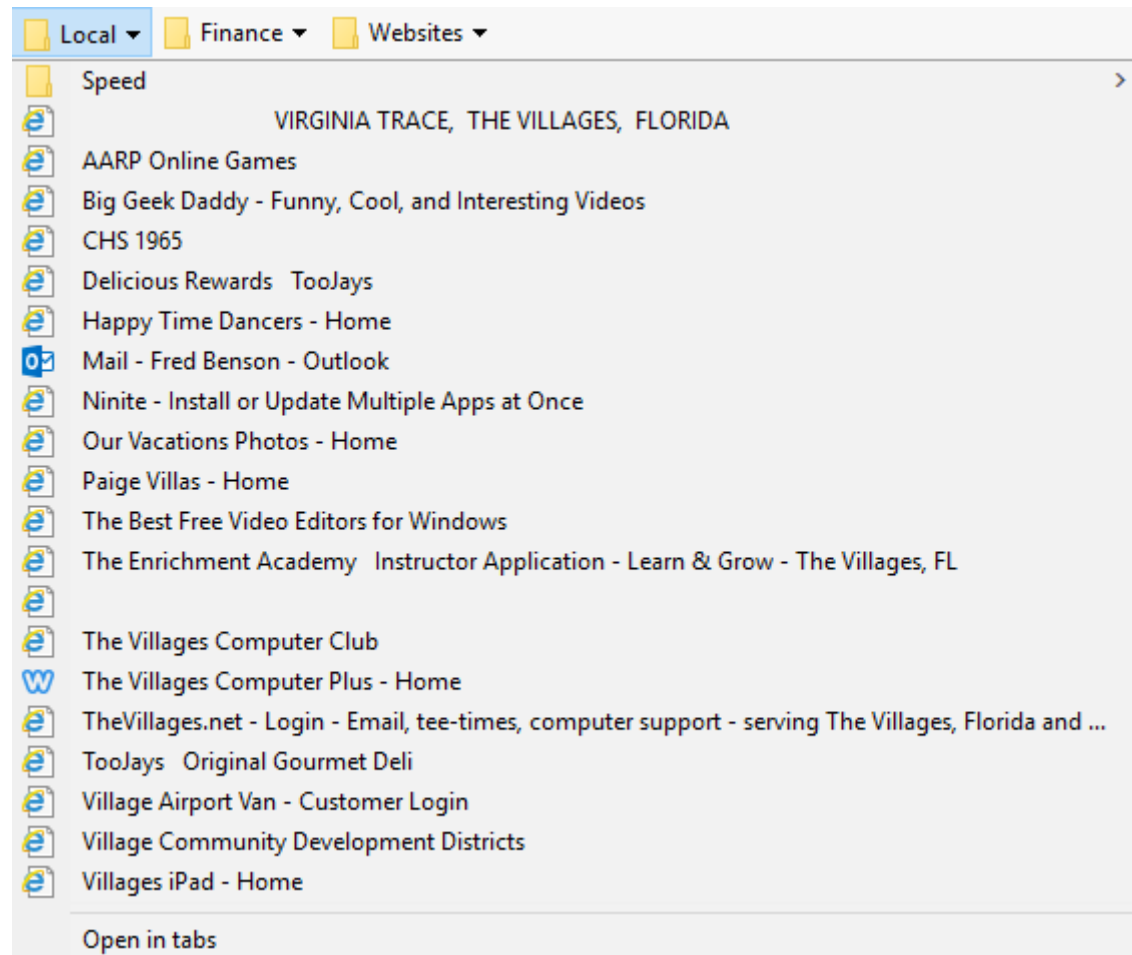 Local Finance Websites
Speed
VIRGINIA TRACE, THE VILLAGES, FLORIDA
AARP Online Games
Big Geek Daddy - Funny, Cool, and Interesting Videos
CHS 1965
Delicious Rewards TooJays
Happy Time Dancers - Home
Mail - Fred Benson - Outlook
Ninite - Install or Update Multiple Apps at Once
Our Vacations Photos - Home
Paige Villas - Home
The Best Free Video Editors for Windows
The Enrichment Academy Instructor Application - Learn & Grow - The Villages, FL
The Villages Computer Club
The Villages Computer Plus - Home
TheVillages.net - Login - Email, tee-times, computer support - serving The Villages, Florida and ...
TooJays Original Gourmet Deli
Village Airport Van - Customer Login
Village Community Development Districts
Villages iPad - Home
Open in tabs